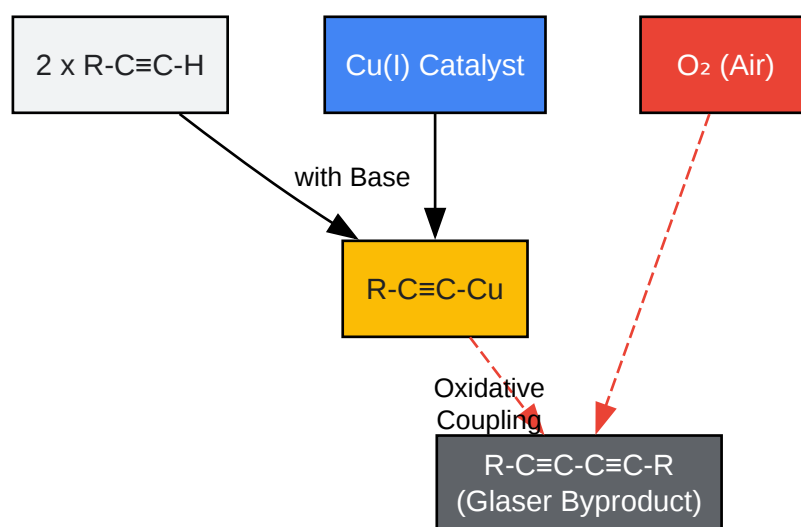 2 x R-C≡C-H
Cu(I) Catalyst
O₂ (Air)
with Base
R-C≡C-Cu
Oxidative
Coupling
R-C≡C-C≡C-R
(Glaser Byproduct)